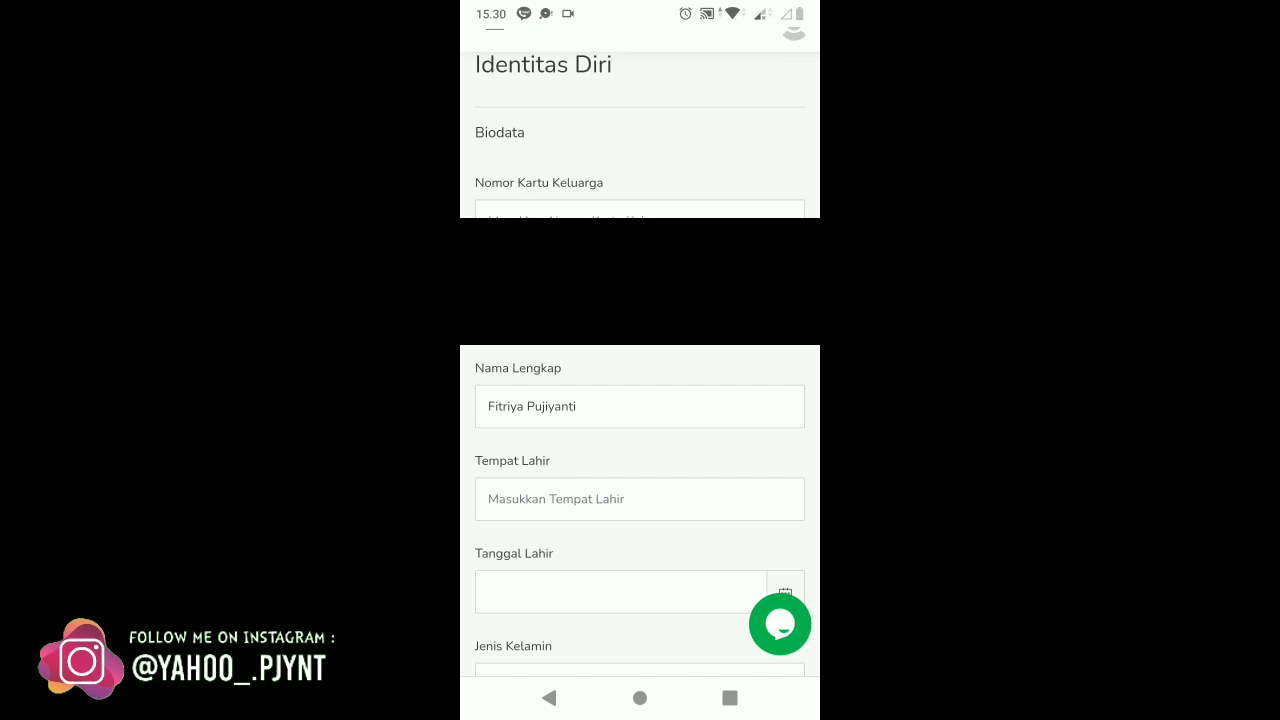 15.30
Identitas Diri
Biodata
Nomor Kartu Keluarga
Nama Lengkap
Fitriya Pujiyanti
Tempat Lahir
Masukkan Tempat Lahir
Tanggal Lahir
Jenis Kelamin
FOLLOW ME ON INSTAGRAM :
@YAHOO_.PJYNT